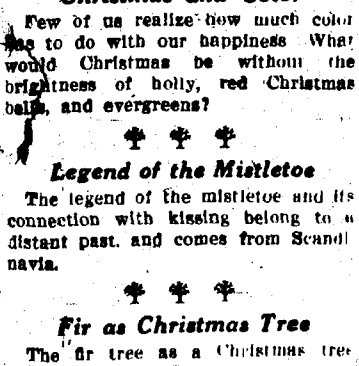 Few of us realize how much color
has to do with our happiness What
would Christmas be without the
brightness of holly, red Christmas
bells, and evergreens?
Legend of the Mistletoe
The legend of the mistletoe and its
connection with kissing belong to a
distant past. and comes from Scandi
navia.
Fir as Christmas Tree
The fir tree as a Christmas tree